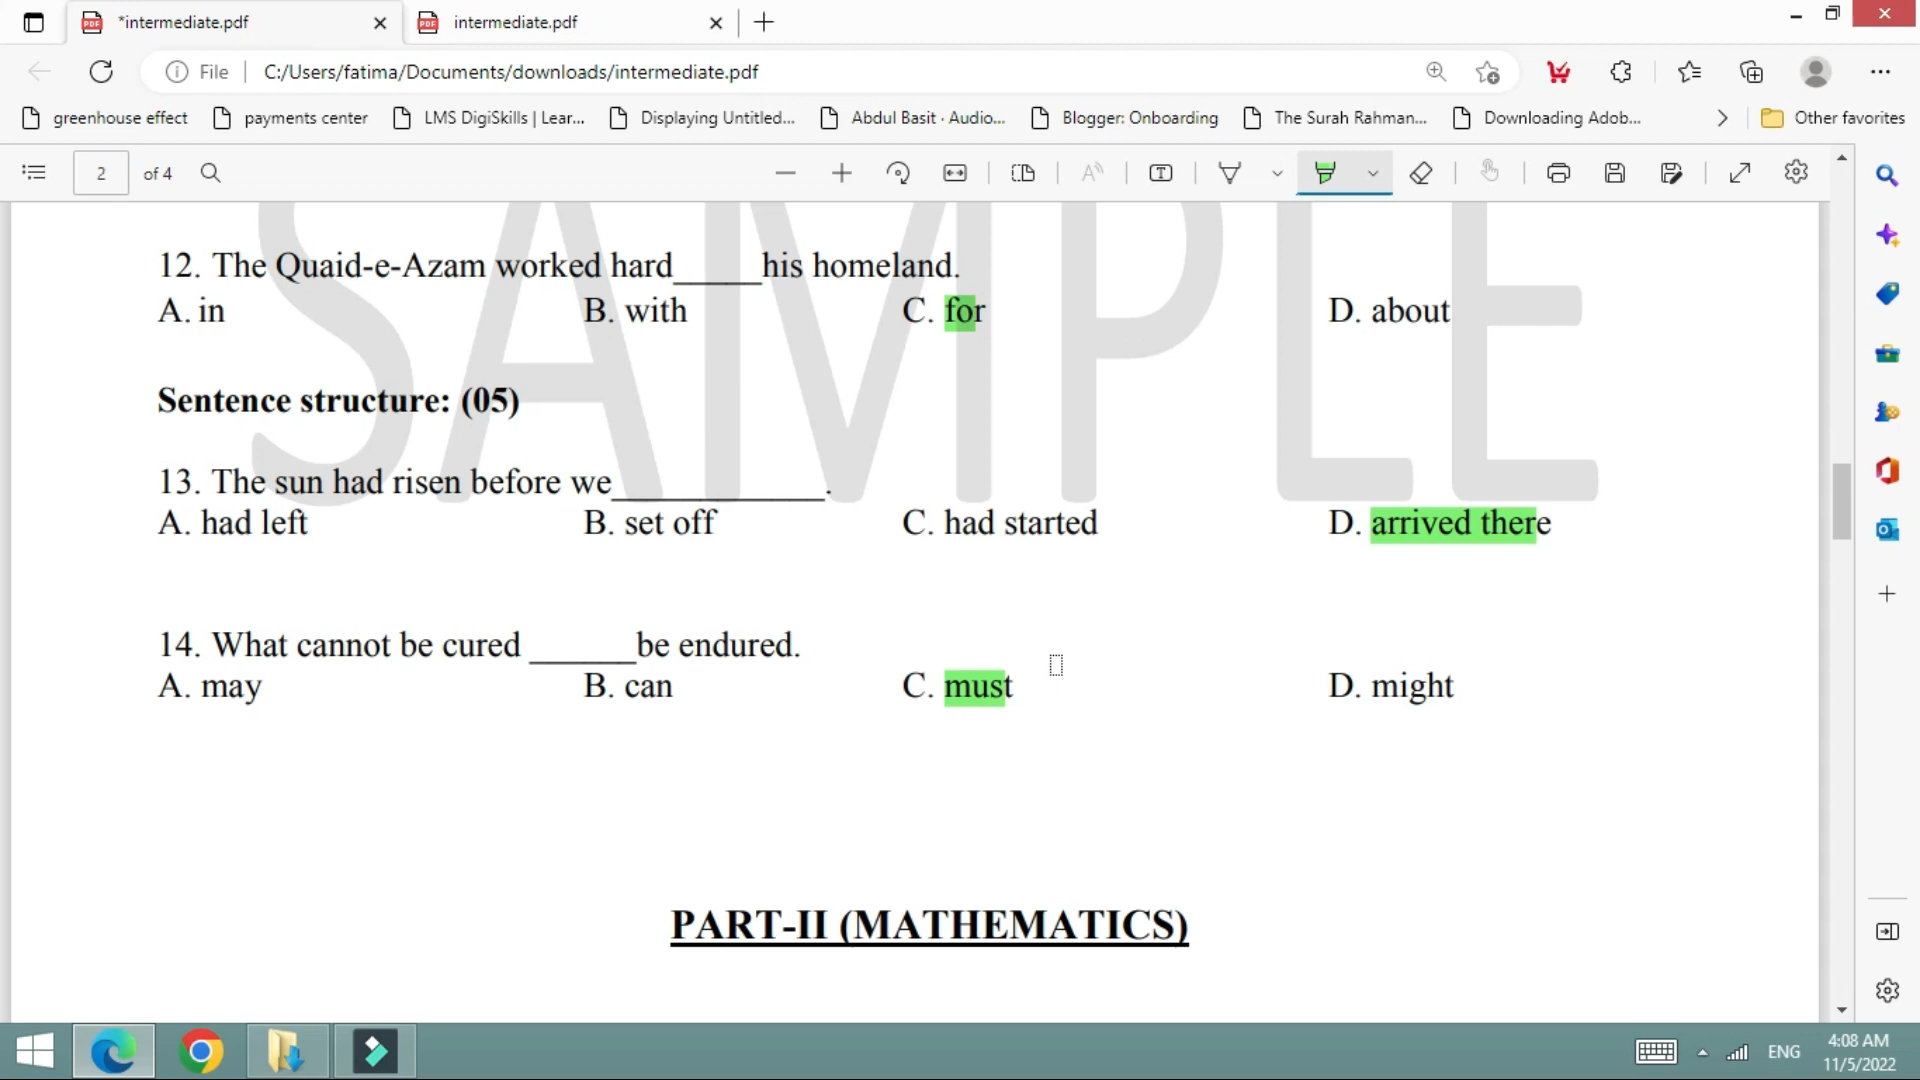 *intermediate.pdf
intermediate.pdf
File
C:/Users/fatima/Documents/downloads/intermediate.pdf
greenhouse effect
payments center
LMS DigiSkills | Lear...
Displaying Untitled...
Abdul Basit · Audio...
Blogger: Onboarding
The Surah Rahman...
Downloading Adob...
Other favorites
2 of 4
SAMPLE
12. The Quaid-e-Azam worked hard_____his homeland.
A. in B. with C. for D. about
Sentence structure: (05)
13. The sun had risen before we____________.
A. had left B. set off C. had started D. arrived there
14. What cannot be cured ______be endured.
A. may B. can C. must D. might
PART-II (MATHEMATICS)
ENG
4:08 AM
11/5/2022